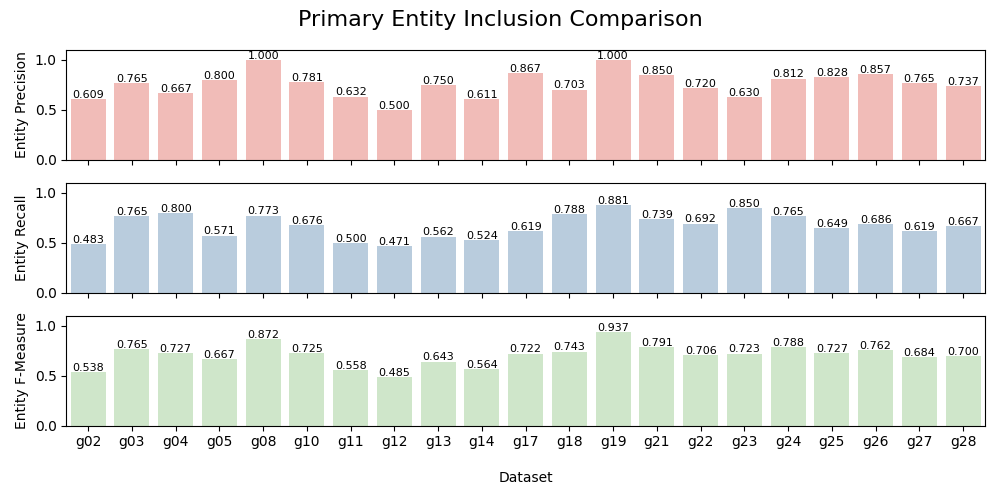 Primary Entity Inclusion Comparison
Entity Precision
1.0
0.5
0.0
0.609 0.765 0.667 0.800 1.000 0.781 0.632 0.500 0.750 0.611 0.867 0.703 1.000 0.850 0.720 0.630 0.812 0.828 0.857 0.765 0.737
Entity Recall
1.0
0.5
0.0
0.483 0.765 0.800 0.571 0.773 0.676 0.500 0.471 0.562 0.524 0.619 0.788 0.881 0.739 0.692 0.850 0.765 0.649 0.686 0.619 0.667
Entity F-Measure
1.0
0.5
0.0
0.538 0.765 0.727 0.667 0.872 0.725 0.558 0.485 0.643 0.564 0.722 0.743 0.937 0.791 0.706 0.723 0.788 0.727 0.762 0.684 0.700
g02 g03 g04 g05 g08 g10 g11 g12 g13 g14 g17 g18 g19 g21 g22 g23 g24 g25 g26 g27 g28
Dataset